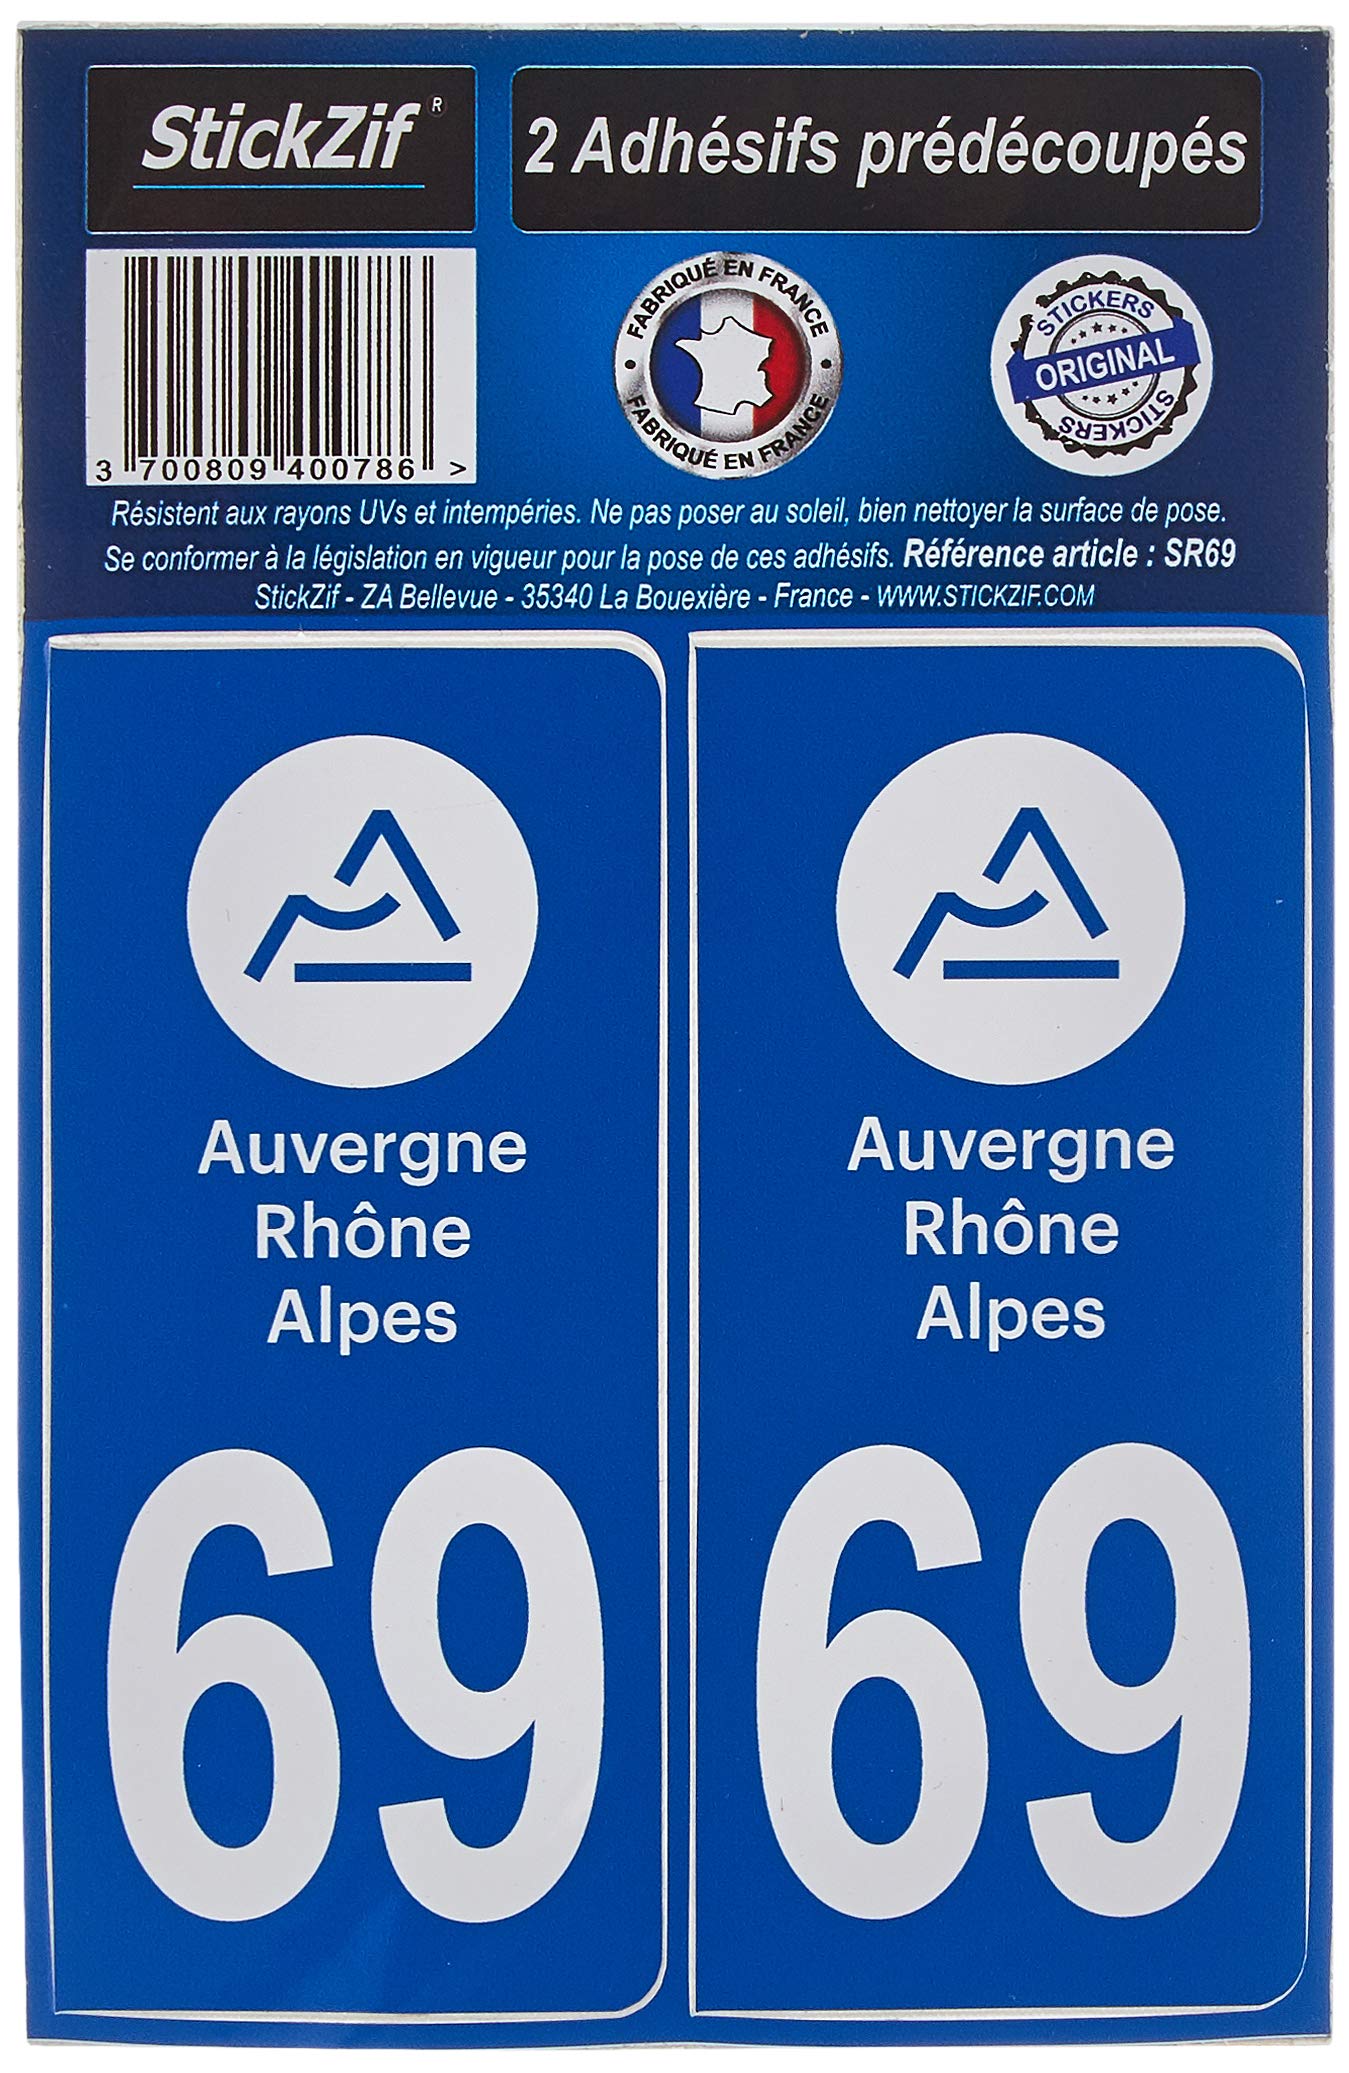 StickZif®
2 Adhésifs prédécoupés
3 700809 400786 >
FABRIQUÉ EN FRANCE
FABRIQUÉ EN FRANCE
STICKERS
ORIGINAL
STICKERS
Résistent aux rayons UVs et intempéries. Ne pas poser au soleil, bien nettoyer la surface de pose.
Se conformer à la législation en vigueur pour la pose de ces adhésifs. Référence article : SR69
StickZif - ZA Bellevue - 35340 La Bouexière - France - WWW.STICKZIF.COM
Auvergne
Rhône
Alpes
69
Auvergne
Rhône
Alpes
69